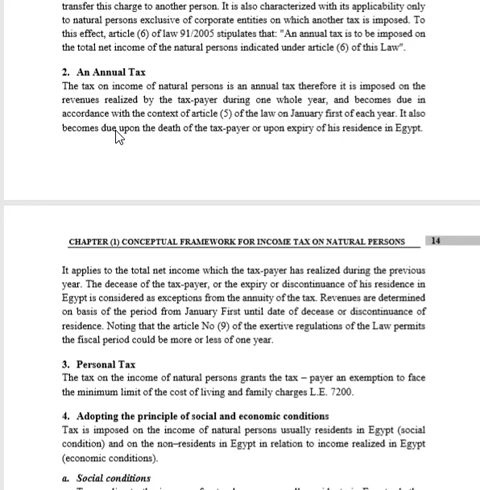 transfer this charge to another person. It is also characterized with its applicability only
to natural persons exclusive of corporate entities on which another tax is imposed. To
this effect, article (6) of law 91/2005 stipulates that: "An annual tax is to be imposed on
the total net income of the natural persons indicated under article (6) of this Law".
2. An Annual Tax
The tax on income of natural persons is an annual tax therefore it is imposed on the
revenues realized by the tax-payer during one whole year, and becomes due in
accordance with the context of article (5) of the law on January first of each year. It also
becomes due upon the death of the tax-payer or upon expiry of his residence in Egypt.
CHAPTER (1) CONCEPTUAL FRAMEWORK FOR INCOME TAX ON NATURAL PERSONS 14
It applies to the total net income which the tax-payer has realized during the previous
year. The decease of the tax-payer, or the expiry or discontinuance of his residence in
Egypt is considered as exceptions from the annuity of the tax. Revenues are determined
on basis of the period from January First until date of decease or discontinuance of
residence. Noting that the article No (9) of the exertive regulations of the Law permits
the fiscal period could be more or less of one year.
3. Personal Tax
The tax on the income of natural persons grants the tax – payer an exemption to face
the minimum limit of the cost of living and family charges L.E. 7200.
4. Adopting the principle of social and economic conditions
Tax is imposed on the income of natural persons usually residents in Egypt (social
condition) and on the non–residents in Egypt in relation to income realized in Egypt
(economic conditions).
a. Social conditions